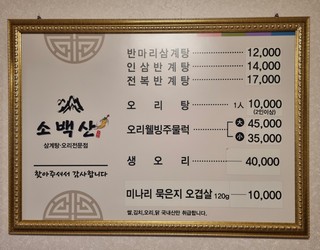 소백산
삼계탕·오리전문점
찾아주셔서 감사합니다
반마리삼계탕 12,000
인삼반계탕 14,000
전복반계탕 17,000
오리탕 1人 10,000
(2인이상)
오리웰빙주물럭 大 45,000
小 35,000
생오리 40,000
미나리 묵은지 오겹살 120g 10,000
쌀,김치,오리,닭 국내산만 취급합니다.